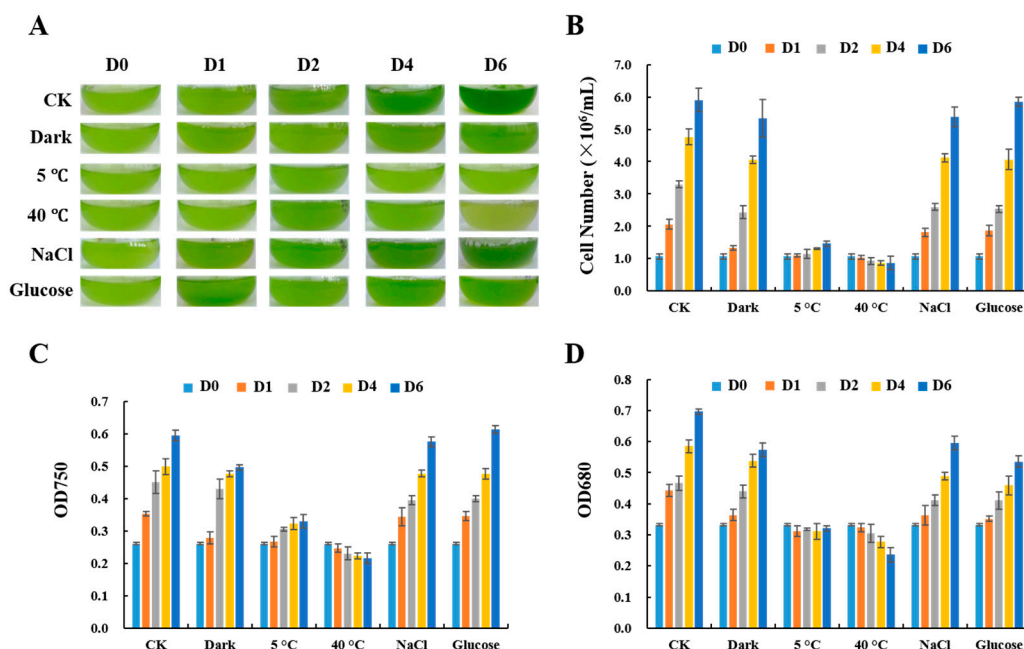 A
D0 D1 D2 D4 D6
CK
Dark
5 ℃
40 ℃
NaCl
Glucose
B
D0 D1 D2 D4 D6
Cell Number (×10⁶/mL)
7.0
6.0
5.0
4.0
3.0
2.0
1.0
0.0
CK Dark 5 °C 40 °C NaCl Glucose
C
D0 D1 D2 D4 D6
OD750
0.7
0.6
0.5
0.4
0.3
0.2
0.1
0.0
CK Dark 5 °C 40 °C NaCl Glucose
D
D0 D1 D2 D4 D6
OD680
0.8
0.7
0.6
0.5
0.4
0.3
0.2
0.1
0.0
CK Dark 5 °C 40 °C NaCl Glucose